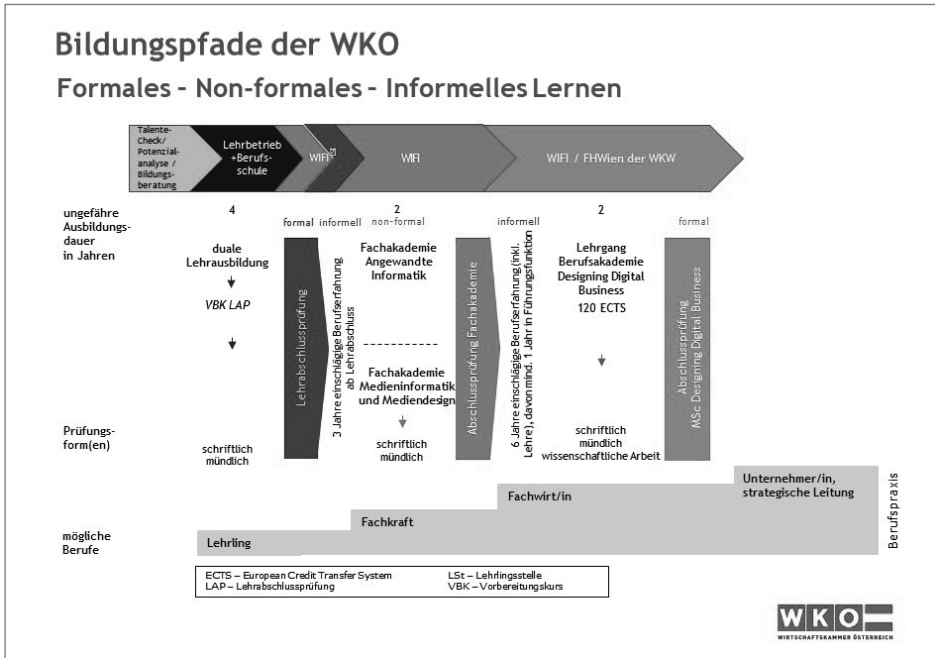 Bildungspfade der WKO
Formales – Non-formales – Informelles Lernen
Talente-
Check/
Potenzial-
analyse /
Bildungs-
beratung
Lehrbetrieb
+Berufs-
schule
WIFI
LSt
WIFI
WIFI / FHWien der WKW
ungefähre
Ausbildungs-
dauer
in Jahren
4
2
2
formal
informell
non-formal
informell
formal
duale
Lehrausbildung
VBK LAP
schriftlich
mündlich
Lehrabschlussprüfung
3 Jahre einschlägige Berufserfahrung
ab Lehrabschluss
Fachakademie
Angewandte
Informatik
Fachakademie
Medieninformatik
und Mediendesign
schriftlich
mündlich
Abschlussprüfung Fachakademie
6 Jahre einschlägige Berufserfahrung (inkl.
Lehre), davon mind. 1 Jahr in Führungsfunktion
Lehrgang
Berufsakademie
Designing Digital
Business
120 ECTS
schriftlich
mündlich
wissenschaftliche Arbeit
Abschlussprüfung
MSc Designing Digital Business
Prüfungs-
form(en)
mögliche
Berufe
Lehrling
Fachkraft
Fachwirt/in
Unternehmer/in,
strategische Leitung
Berufspraxis
ECTS – European Credit Transfer System
LAP – Lehrabschlussprüfung
LSt – Lehrlingsstelle
VBK – Vorbereitungskurs
WKO
WIRTSCHAFTSKAMMER ÖSTERREICH